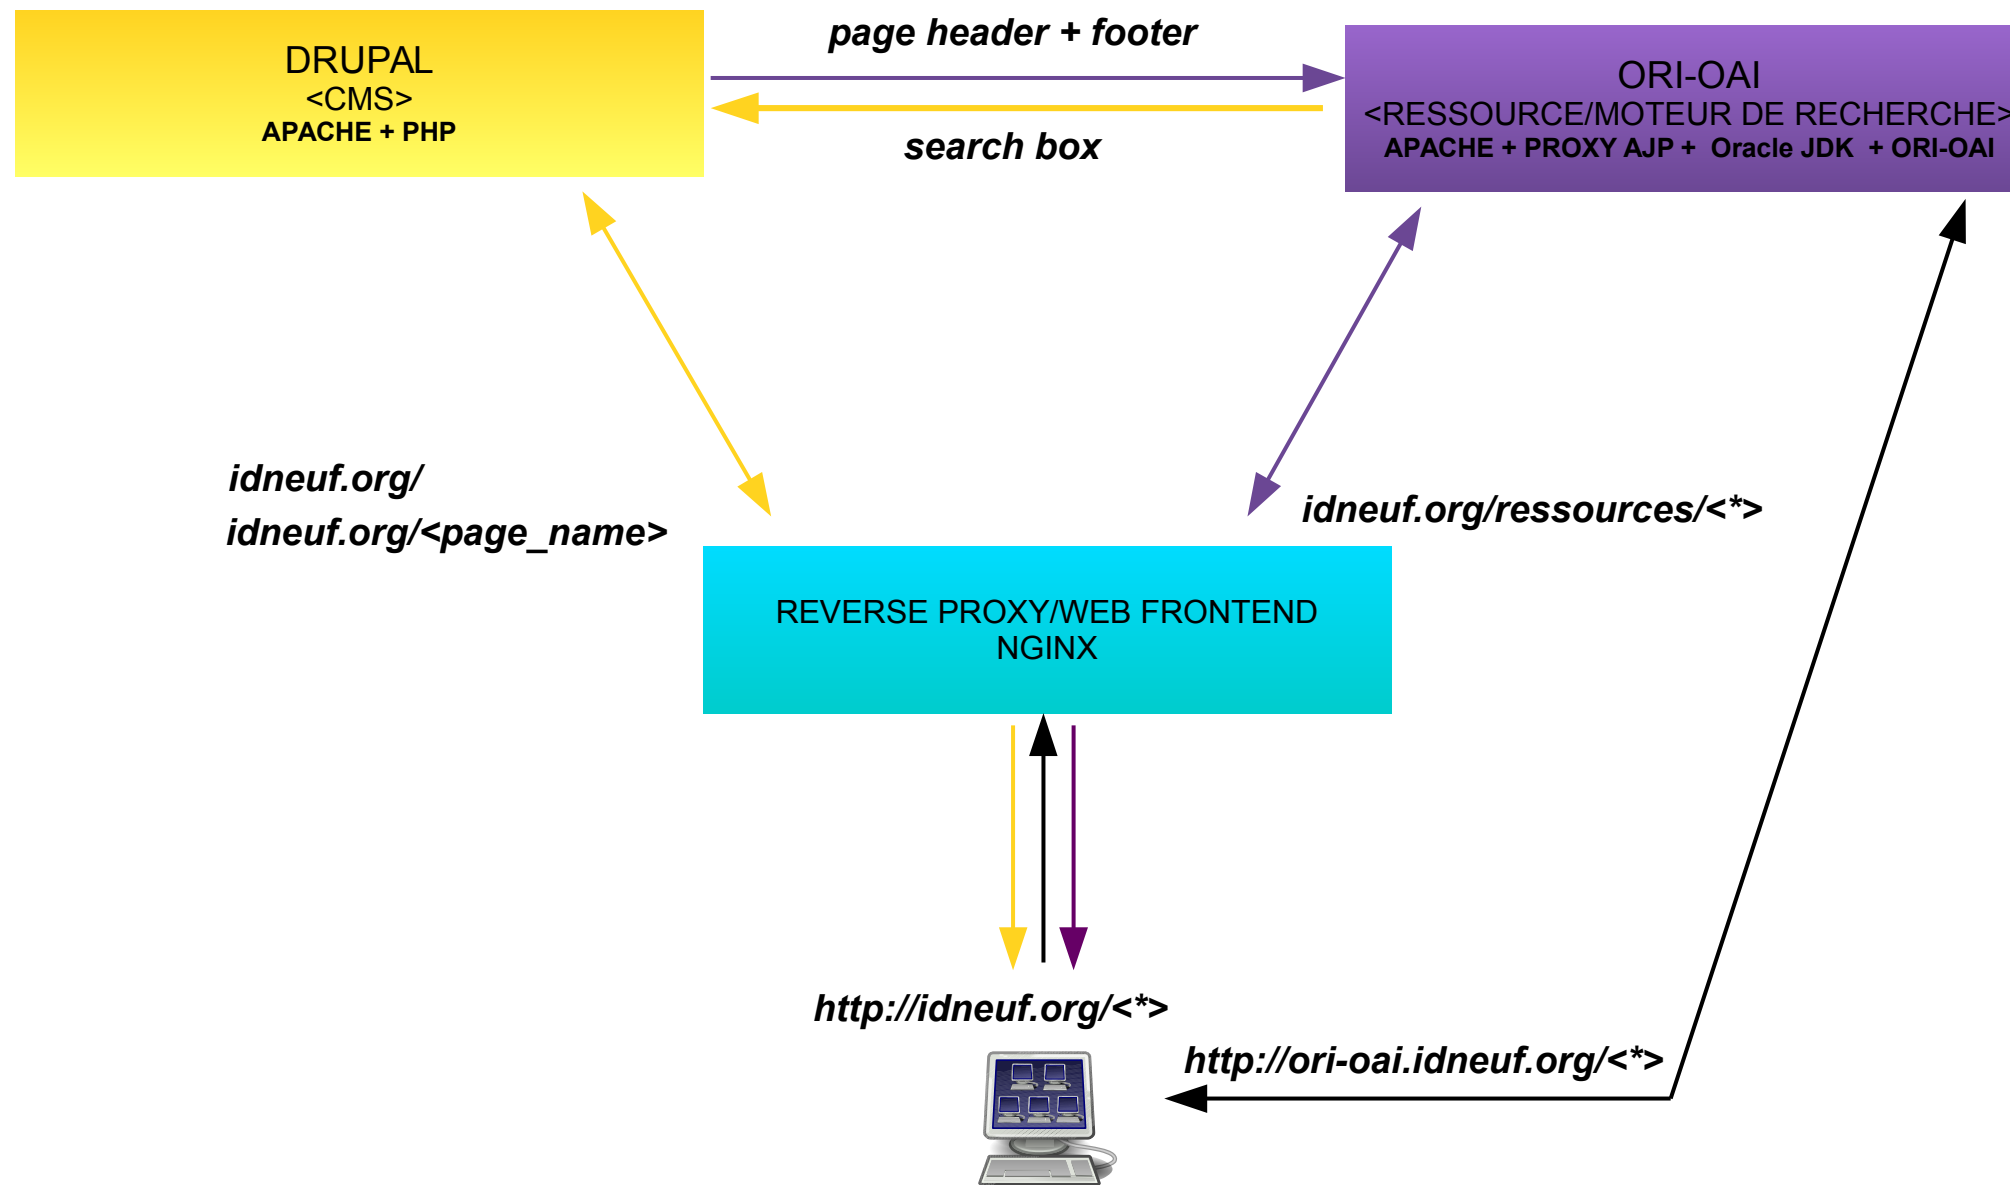 DRUPAL
<CMS>
APACHE + PHP
page header + footer
search box
ORI-OAI
<RESSOURCE/MOTEUR DE RECHERCHE>
APACHE + PROXY AJP + Oracle JDK + ORI-OAI
idneuf.org/
idneuf.org/<page_name>
idneuf.org/ressources/<*>
REVERSE PROXY/WEB FRONTEND
NGINX
http://idneuf.org/<*>
http://ori-oai.idneuf.org/<*>